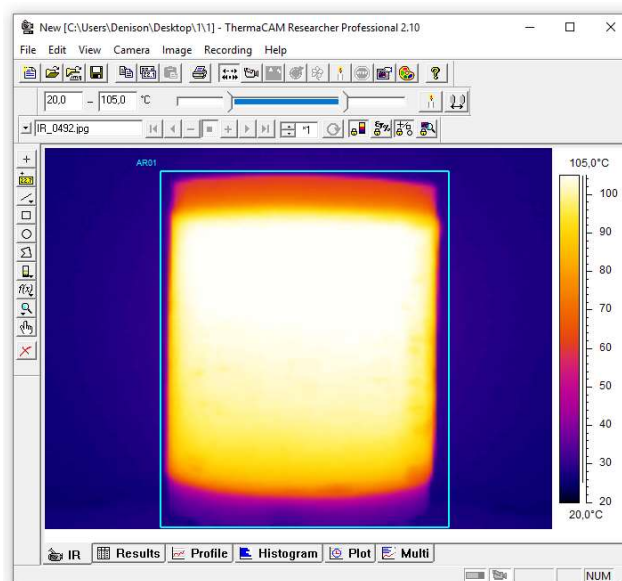 New [C:\Users\Denison\Desktop\1\1] - ThermaCAM Researcher Professional 2.10
File Edit View Camera Image Recording Help
20,0 – 105,0 °C
IR_0492.jpg *1
AR01
105,0°C
100
90
80
70
60
50
40
30
20
20,0°C
IR Results Profile Histogram Plot Multi
NUM